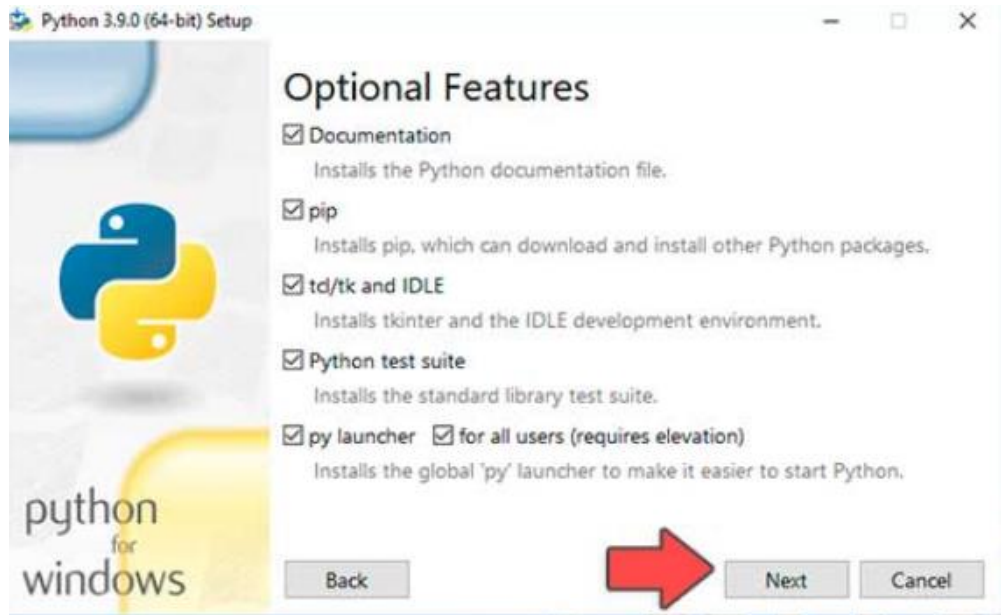 Python 3.9.0 (64-bit) Setup
Optional Features
Documentation
Installs the Python documentation file.
pip
Installs pip, which can download and install other Python packages.
tcl/tk and IDLE
Installs tkinter and the IDLE development environment.
Python test suite
Installs the standard library test suite.
py launcher for all users (requires elevation)
Installs the global 'py' launcher to make it easier to start Python.
python
for
windows
Back Next Cancel